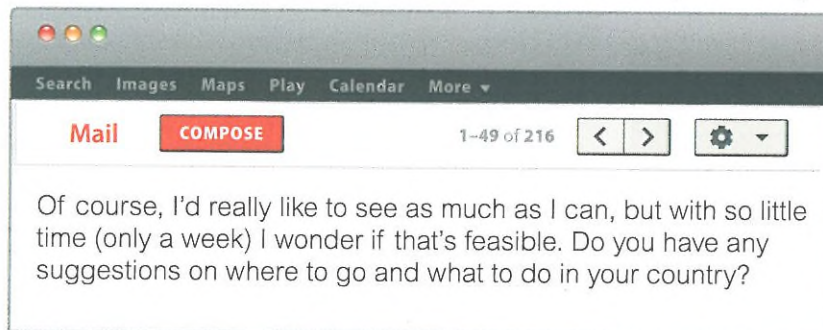 Search Images Maps Play Calendar More
Mail COMPOSE 1–49 of 216
Of course, I'd really like to see as much as I can, but with so little
time (only a week) I wonder if that's feasible. Do you have any
suggestions on where to go and what to do in your country?